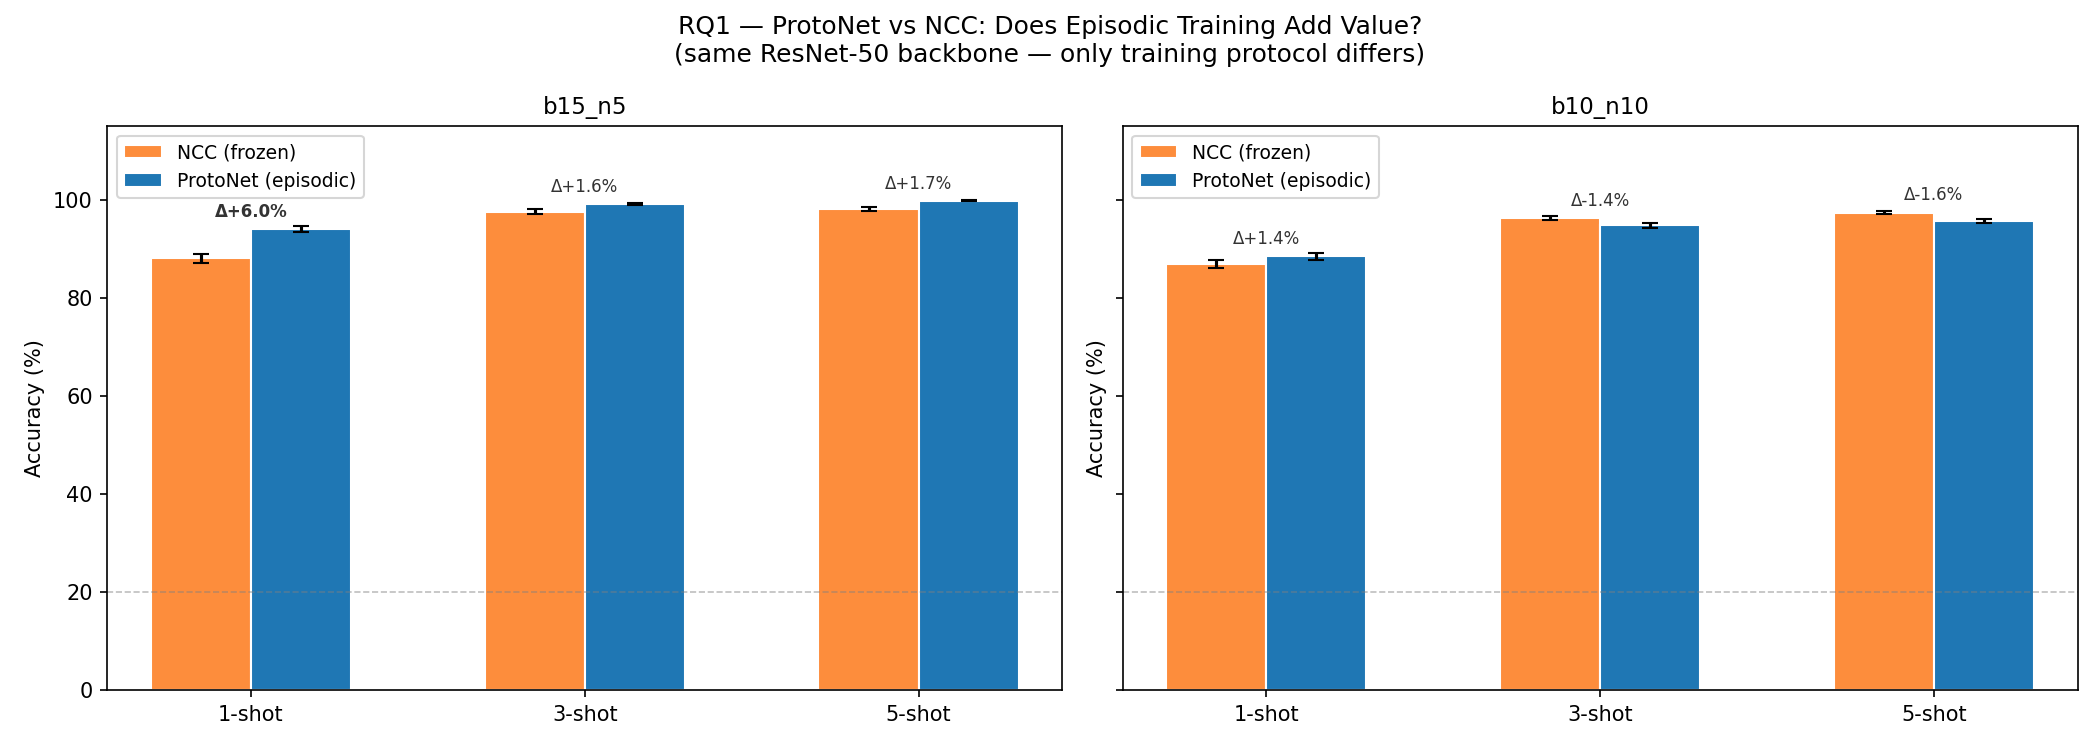 RQ1 — ProtoNet vs NCC: Does Episodic Training Add Value?
(same ResNet-50 backbone — only training protocol differs)
b15_n5
NCC (frozen)
ProtoNet (episodic)
Δ+6.0%
Δ+1.6%
Δ+1.7%
Accuracy (%)
100
80
60
40
20
0
1-shot
3-shot
5-shot
b10_n10
NCC (frozen)
ProtoNet (episodic)
Δ+1.4%
Δ-1.4%
Δ-1.6%
Accuracy (%)
1-shot
3-shot
5-shot